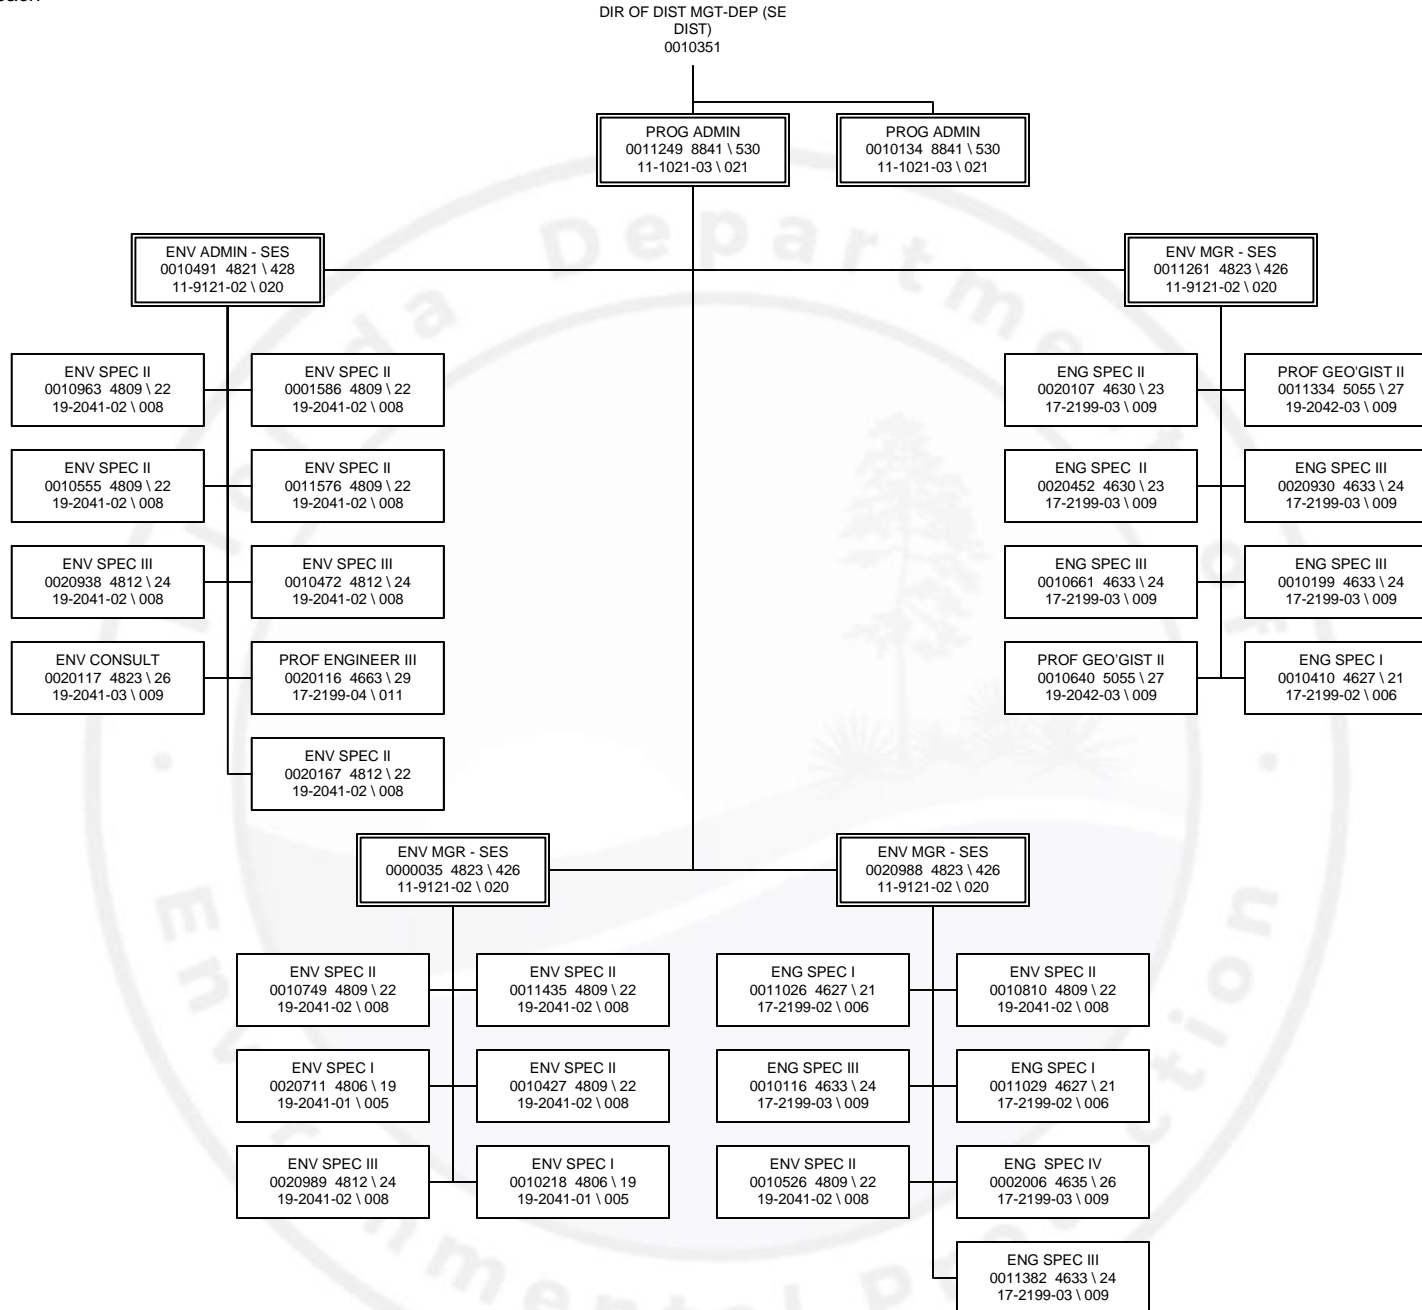 DIR OF DIST MGT-DEP (SE
DIST)
0010351
PROG ADMIN
0011249 8841 \ 530
11-1021-03 \ 021
PROG ADMIN
0010134 8841 \ 530
11-1021-03 \ 021
ENV ADMIN - SES
0010491 4821 \ 428
11-9121-02 \ 020
ENV MGR - SES
0011261 4823 \ 426
11-9121-02 \ 020
ENV SPEC II
0010963 4809 \ 22
19-2041-02 \ 008
ENV SPEC II
0001586 4809 \ 22
19-2041-02 \ 008
ENG SPEC II
0020107 4630 \ 23
17-2199-03 \ 009
PROF GEO'GIST II
0011334 5055 \ 27
19-2042-03 \ 009
ENV SPEC II
0010555 4809 \ 22
19-2041-02 \ 008
ENV SPEC II
0011576 4809 \ 22
19-2041-02 \ 008
ENG SPEC II
0020452 4630 \ 23
17-2199-03 \ 009
ENG SPEC III
0020930 4633 \ 24
17-2199-03 \ 009
ENV SPEC III
0020938 4812 \ 24
19-2041-02 \ 008
ENV SPEC III
0010472 4812 \ 24
19-2041-02 \ 008
ENG SPEC III
0010661 4633 \ 24
17-2199-03 \ 009
ENG SPEC III
0010199 4633 \ 24
17-2199-03 \ 009
ENV CONSULT
0020117 4823 \ 26
19-2041-03 \ 009
PROF ENGINEER III
0020116 4663 \ 29
17-2199-04 \ 011
PROF GEO'GIST II
0010640 5055 \ 27
19-2042-03 \ 009
ENG SPEC I
0010410 4627 \ 21
17-2199-02 \ 006
ENV SPEC II
0020167 4812 \ 22
19-2041-02 \ 008
ENV MGR - SES
0000035 4823 \ 426
11-9121-02 \ 020
ENV MGR - SES
0020988 4823 \ 426
11-9121-02 \ 020
ENV SPEC II
0010749 4809 \ 22
19-2041-02 \ 008
ENV SPEC II
0011435 4809 \ 22
19-2041-02 \ 008
ENG SPEC I
0011026 4627 \ 21
17-2199-02 \ 006
ENV SPEC II
0010810 4809 \ 22
19-2041-02 \ 008
ENV SPEC I
0020711 4806 \ 19
19-2041-01 \ 005
ENV SPEC II
0010427 4809 \ 22
19-2041-02 \ 008
ENG SPEC III
0010116 4633 \ 24
17-2199-03 \ 009
ENG SPEC I
0011029 4627 \ 21
17-2199-02 \ 006
ENV SPEC III
0020989 4812 \ 24
19-2041-02 \ 008
ENV SPEC I
0010218 4806 \ 19
19-2041-01 \ 005
ENV SPEC II
0010526 4809 \ 22
19-2041-02 \ 008
ENG SPEC IV
0002006 4635 \ 26
17-2199-03 \ 009
ENG SPEC III
0011382 4633 \ 24
17-2199-03 \ 009
Florida Department of
Environmental Protection